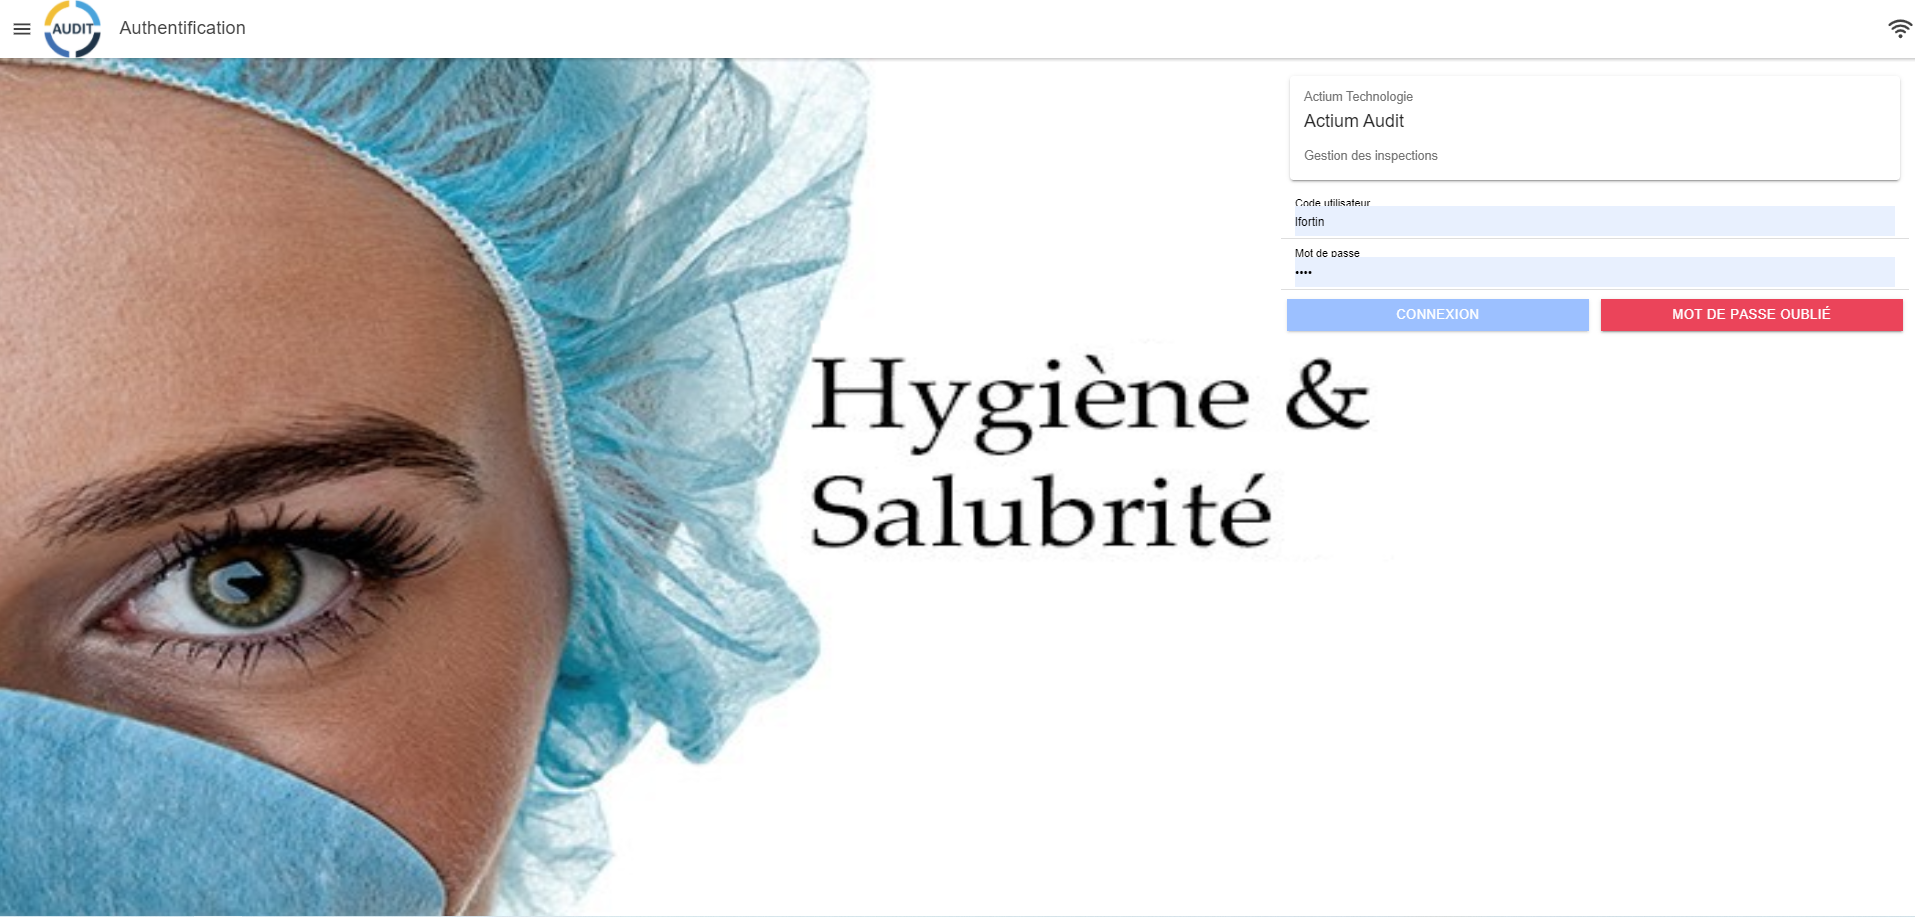 AUDIT
Authentification
Actium Technologie
Actium Audit
Gestion des inspections
Code utilisateur
lfortin
Mot de passe
••••
CONNEXION
MOT DE PASSE OUBLIÉ
Hygiène &
Salubrité